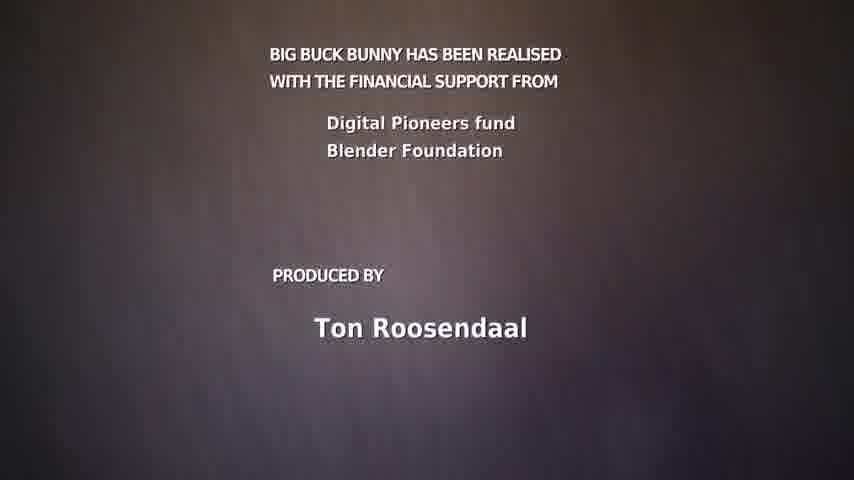 BIG BUCK BUNNY HAS BEEN REALISED
WITH THE FINANCIAL SUPPORT FROM
Digital Pioneers fund
Blender Foundation
PRODUCED BY
Ton Roosendaal